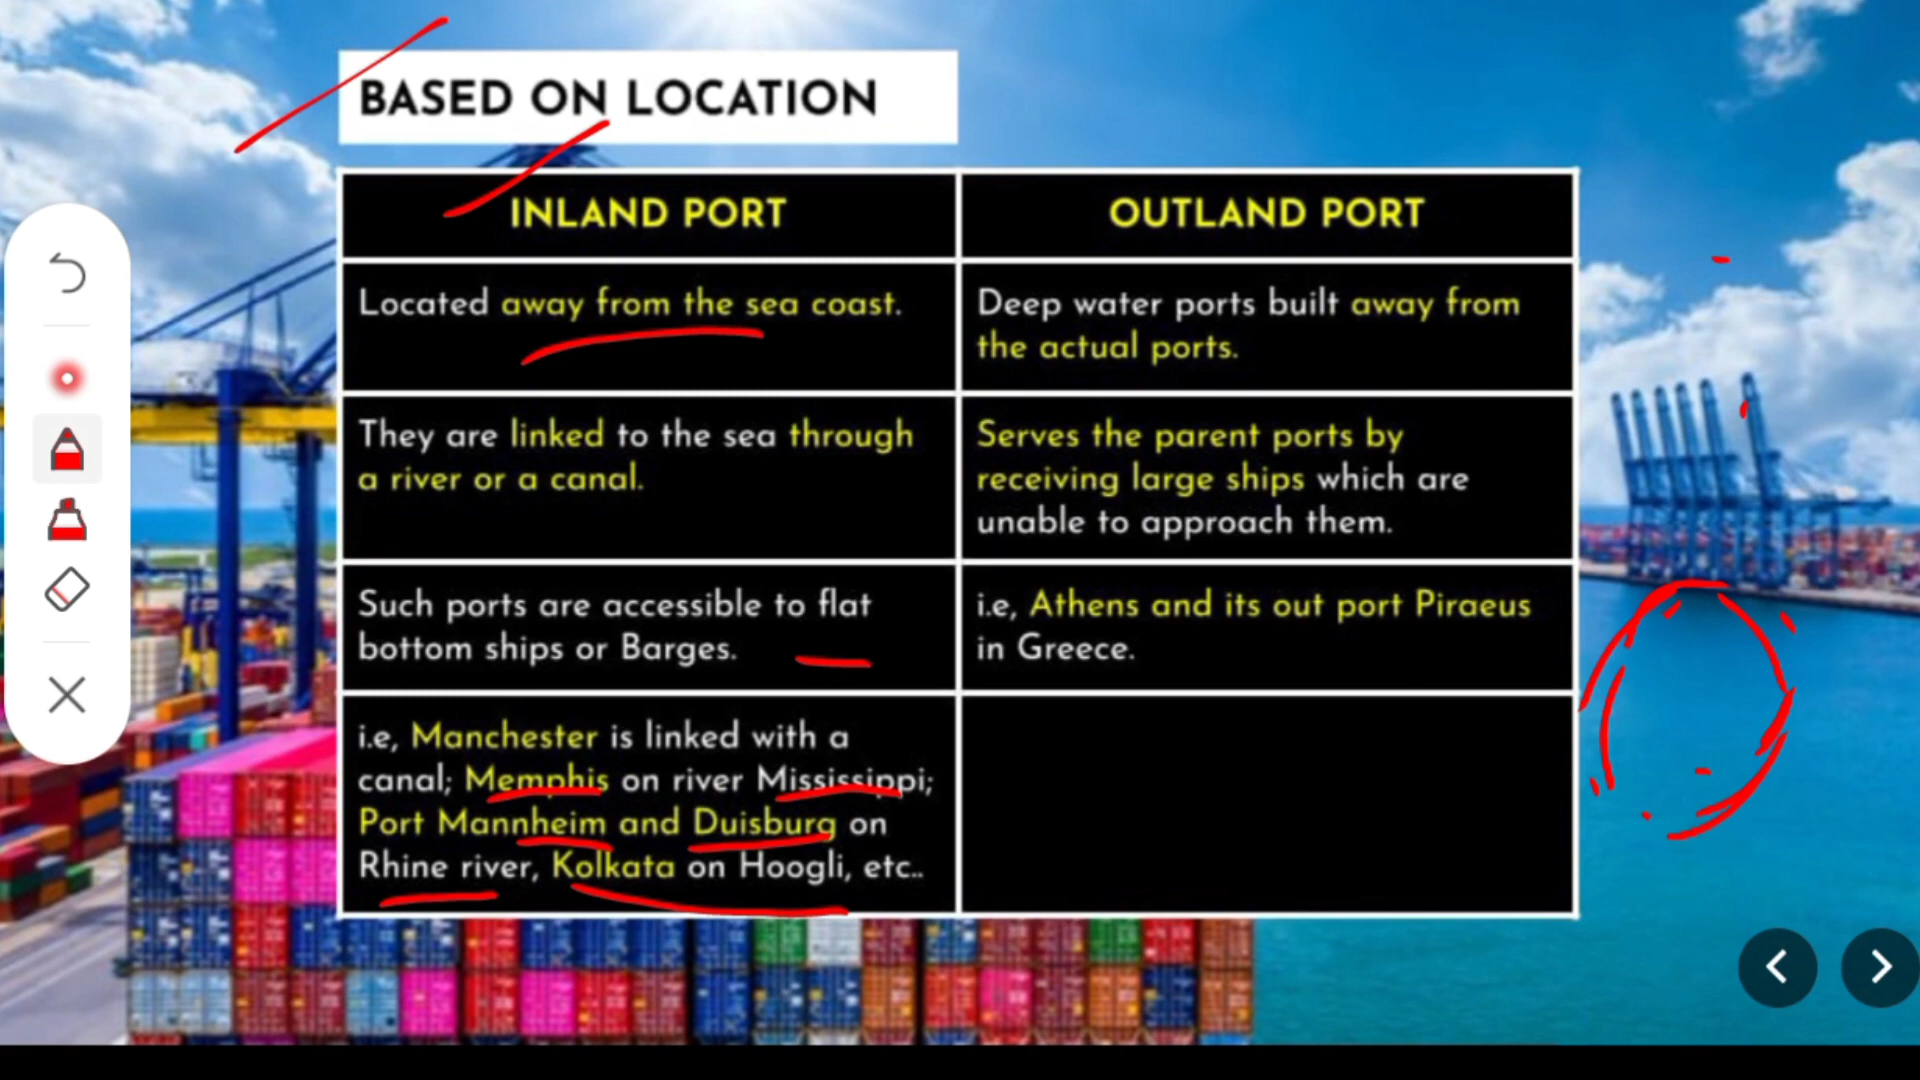 BASED ON LOCATION
INLAND PORT
OUTLAND PORT
Located away from the sea coast.
Deep water ports built away from
the actual ports.
They are linked to the sea through
a river or a canal.
Serves the parent ports by
receiving large ships which are
unable to approach them.
Such ports are accessible to flat
bottom ships or Barges.
i.e, Athens and its out port Piraeus
in Greece.
i.e, Manchester is linked with a
canal; Memphis on river Mississippi;
Port Mannheim and Duisburg on
Rhine river, Kolkata on Hoogli, etc..